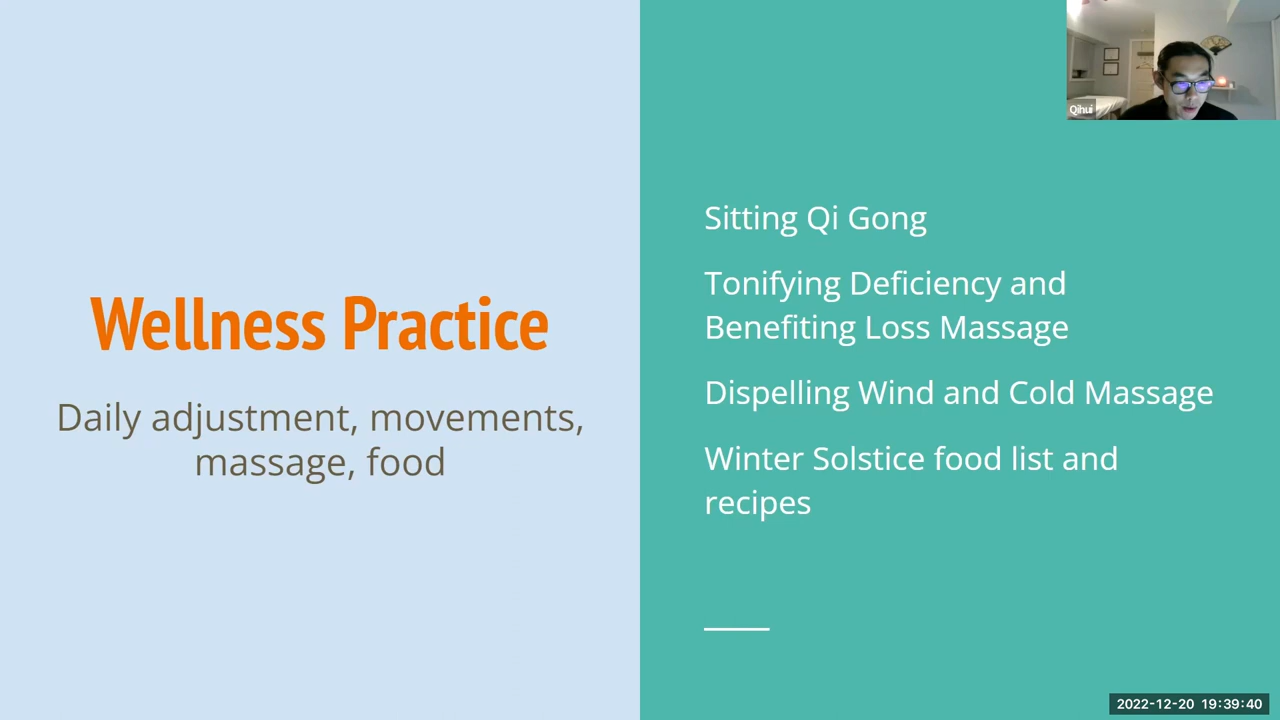 Wellness Practice
Daily adjustment, movements,
massage, food
Sitting Qi Gong
Tonifying Deficiency and
Benefiting Loss Massage
Dispelling Wind and Cold Massage
Winter Solstice food list and
recipes
Qihui
2022-12-20 19:39:40